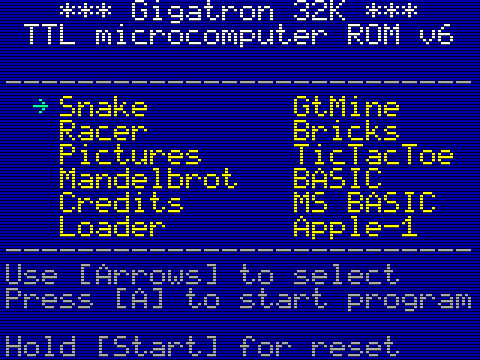 *** Gigatron 32K ***
TTL microcomputer ROM v6
→ Snake GtMine
Racer Bricks
Pictures TicTacToe
Mandelbrot BASIC
Credits MS BASIC
Loader Apple-1
Use [Arrows] to select
Press [A] to start program
Hold [Start] for reset